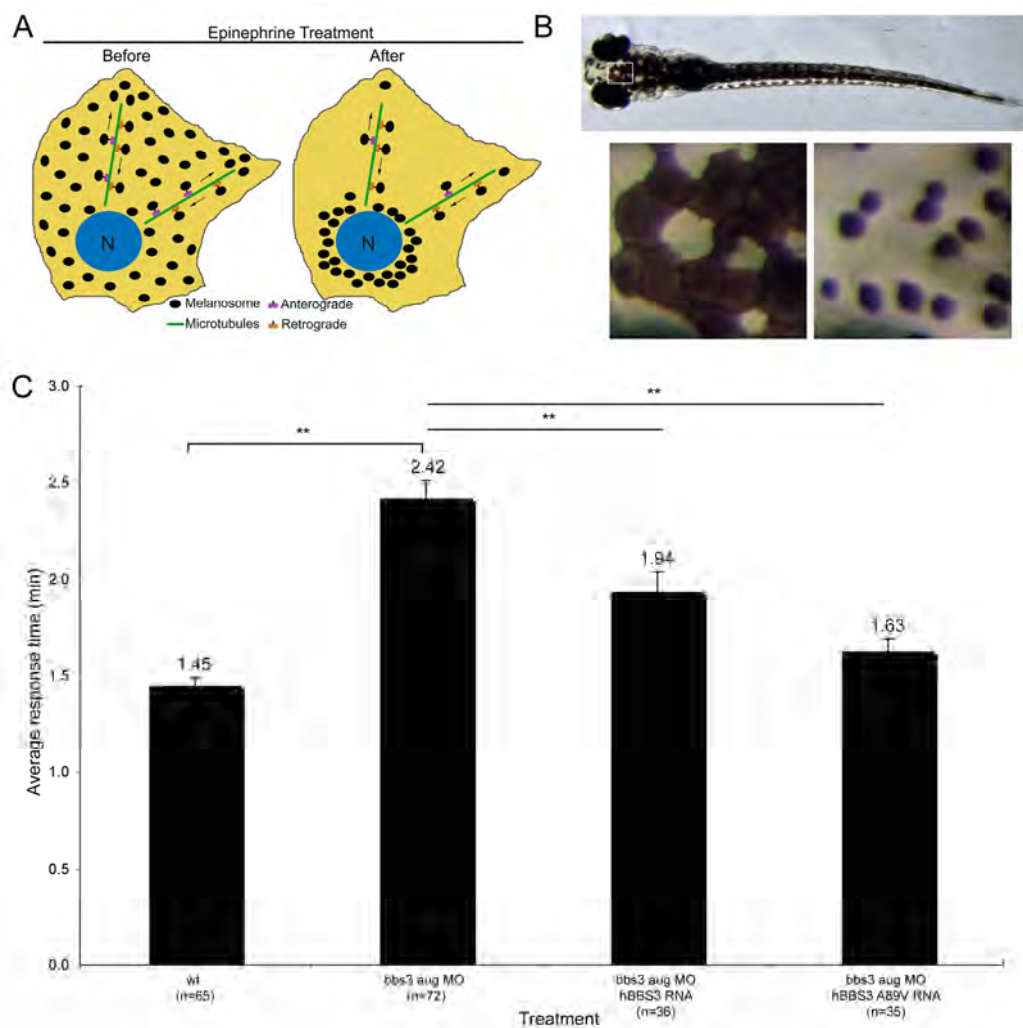 A
Epinephrine Treatment
Before
After
N
N
Melanosome
Anterograde
Microtubules
Retrograde
B
C
Average response time (min)
3.0
2.5
2.0
1.5
1.0
0.5
0.0
**
**
**
1.45
2.42
1.94
1.63
wt
(n=65)
bbs3 aug MO
(n=72)
bbs3 aug MO
hBBS3 RNA
(n=36)
bbs3 aug MO
hBBS3 A89V RNA
(n=35)
Treatment